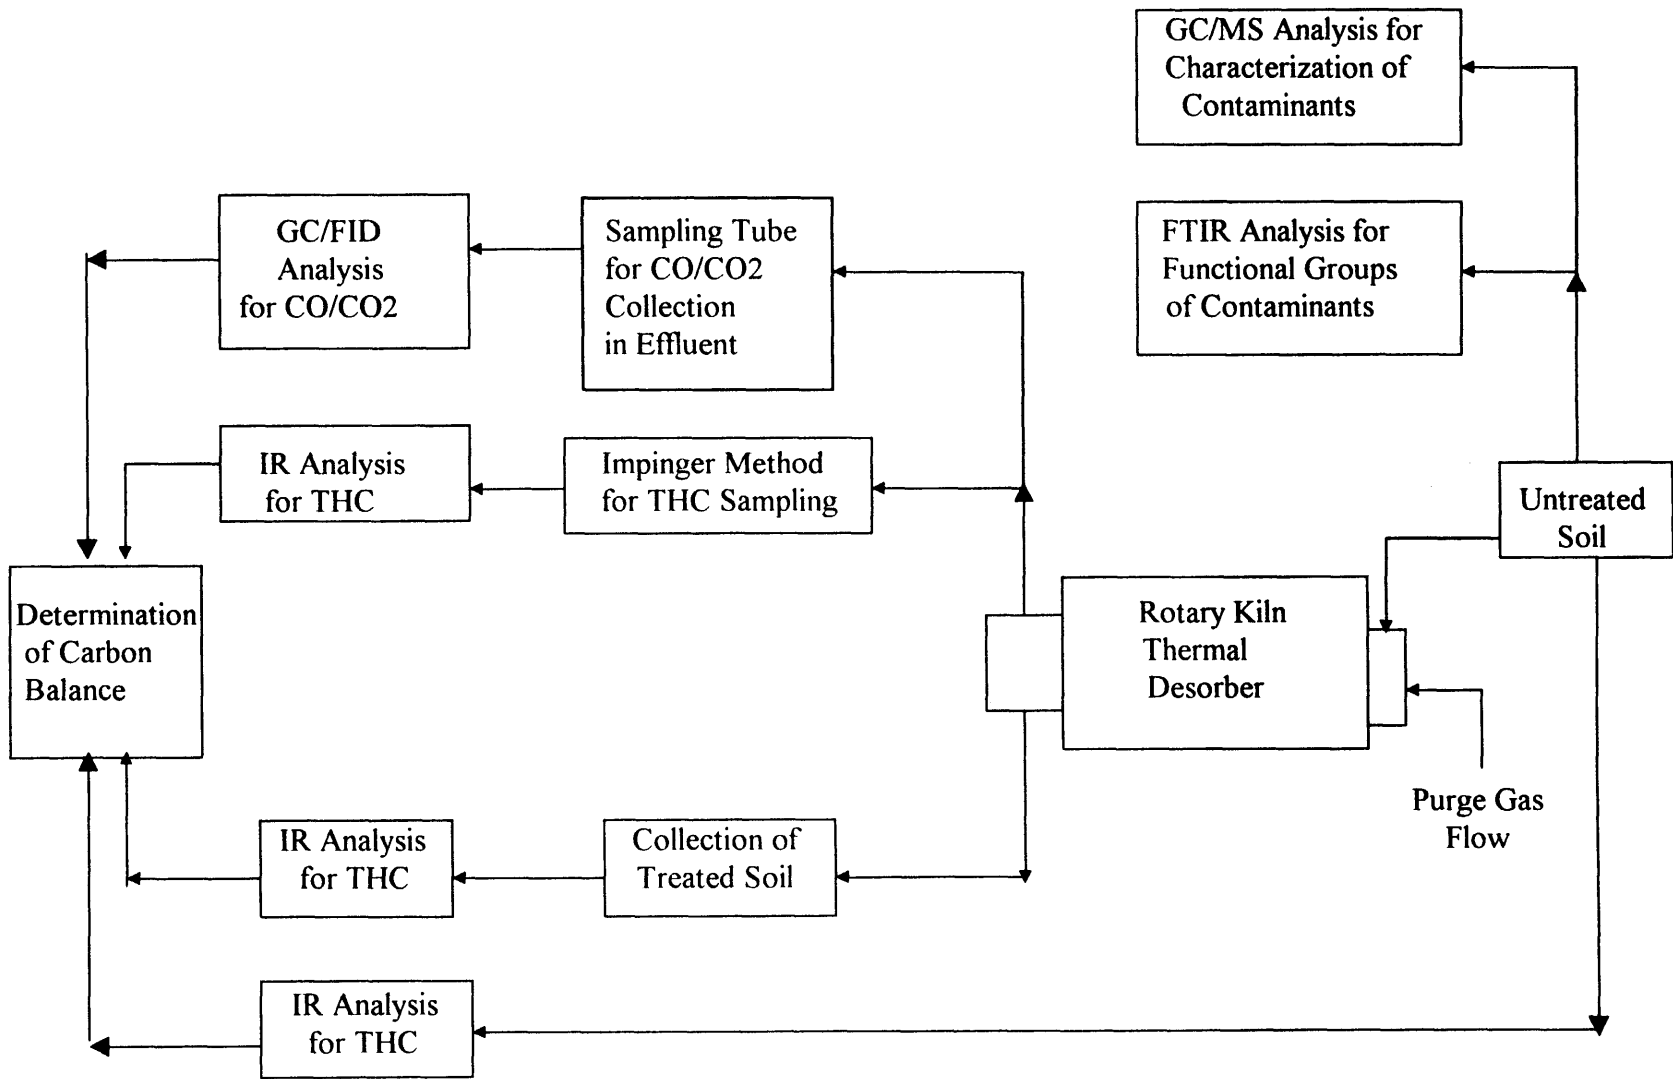 GC/MS Analysis for
Characterization of
Contaminants
GC/FID
Analysis
for CO/CO2
Sampling Tube
for CO/CO2
Collection
in Effluent
FTIR Analysis for
Functional Groups
of Contaminants
IR Analysis
for THC
Impinger Method
for THC Sampling
Untreated
Soil
Determination
of Carbon
Balance
Rotary Kiln
Thermal
Desorber
Purge Gas
Flow
IR Analysis
for THC
Collection of
Treated Soil
IR Analysis
for THC